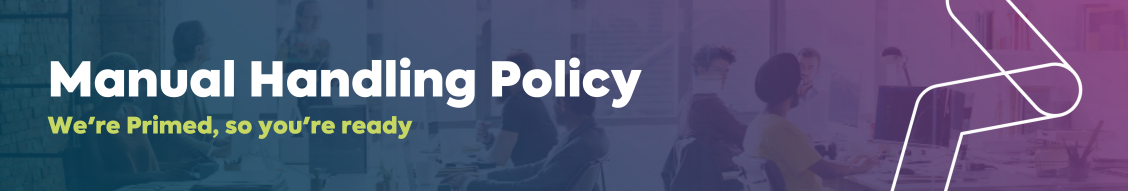 Manual Handling Policy
We’re Primed, so you’re ready